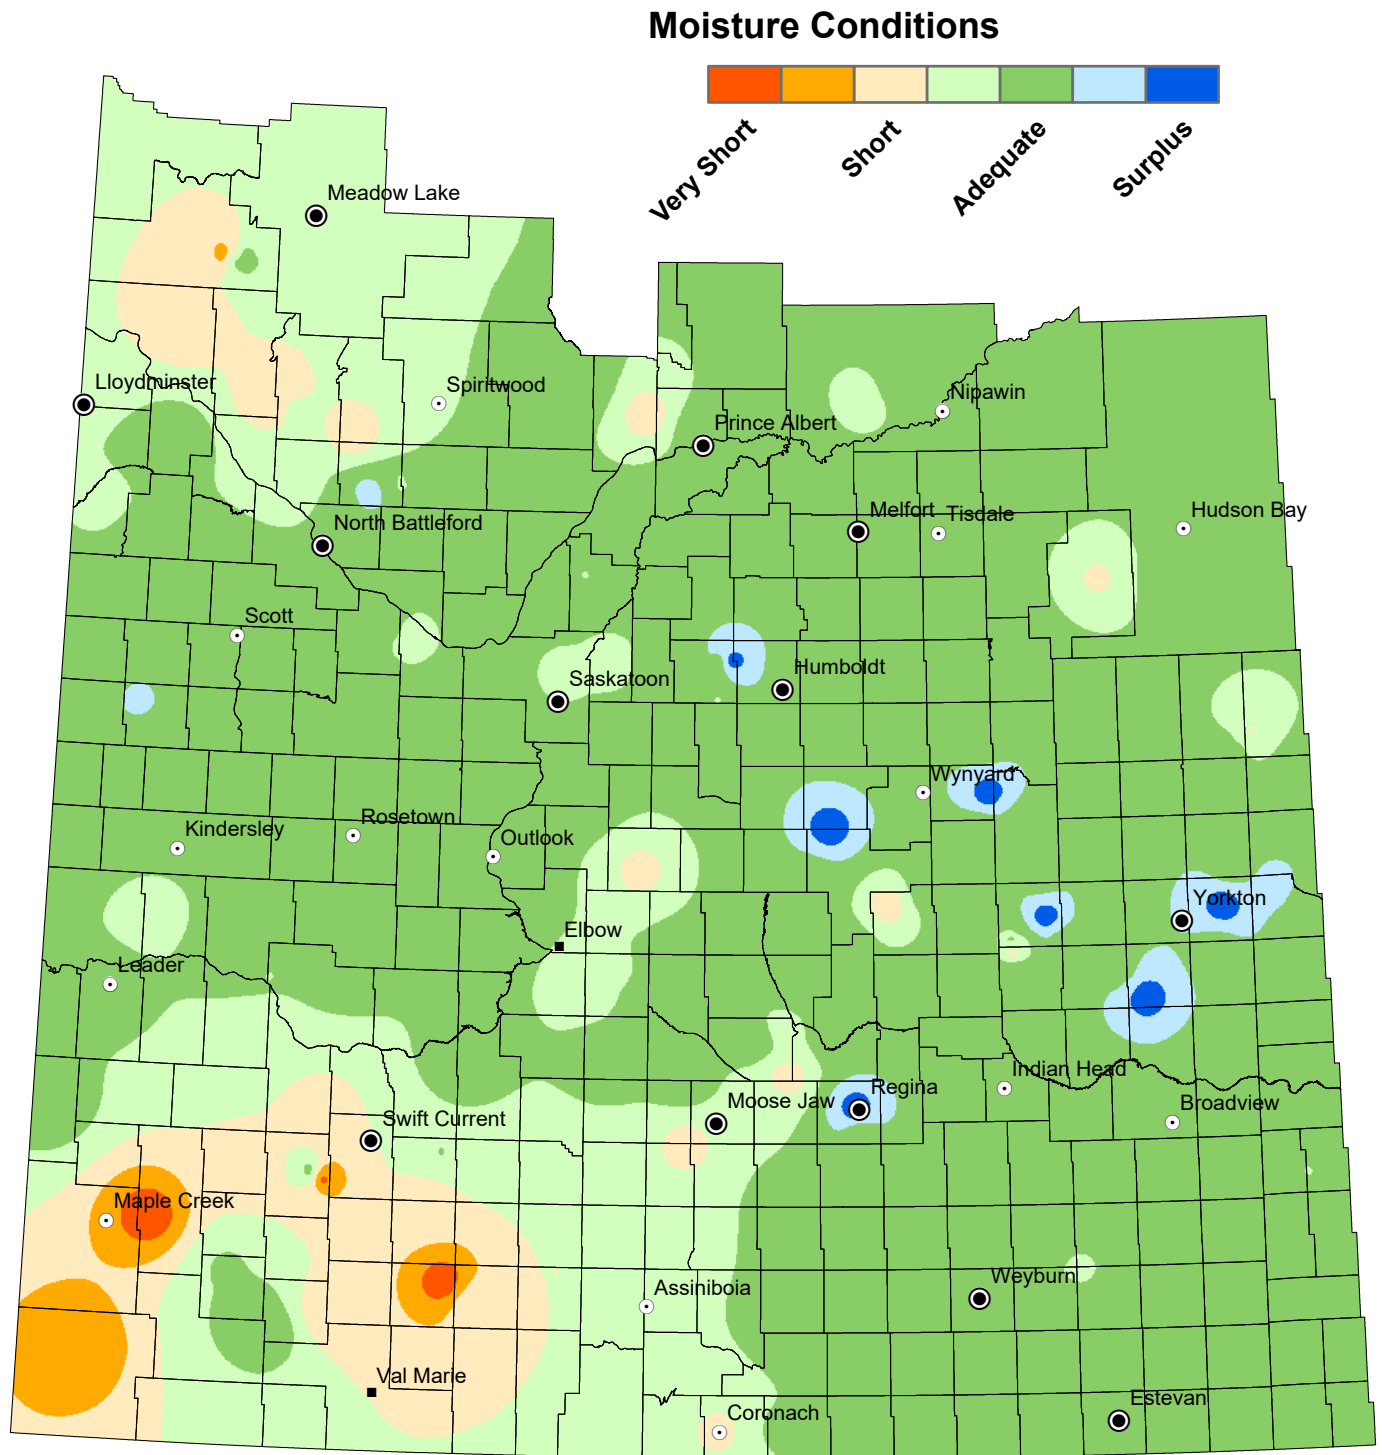 Moisture Conditions
Very Short
Short
Adequate
Surplus
Meadow Lake
Lloydminster
Spiritwood
Nipawin
Prince Albert
Melfort
Tisdale
Hudson Bay
North Battleford
Scott
Humboldt
Saskatoon
Wynyard
Rosetown
Kindersley
Outlook
Yorkton
Elbow
Leader
Indian Head
Regina
Moose Jaw
Broadview
Swift Current
Maple Creek
Weyburn
Assiniboia
Val Marie
Estevan
Coronach